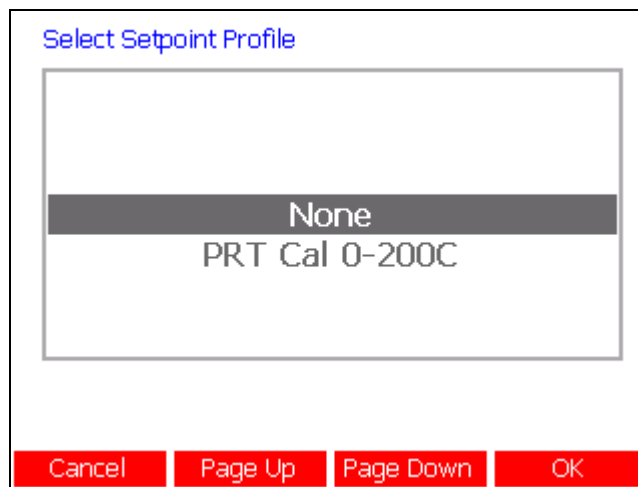 Select Setpoint Profile
None
PRT Cal 0-200C
Cancel Page Up Page Down OK